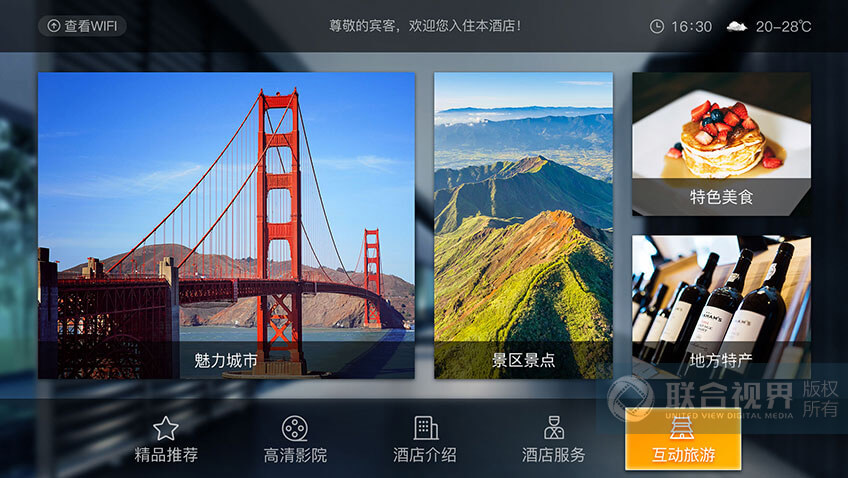 查看WIFI
尊敬的宾客，欢迎您入住本酒店！
16:30
20-28℃
魅力城市
景区景点
特色美食
地方特产
联合视界
UNITED VIEW DIGITAL MEDIA
版权
所有
精品推荐
高清影院
酒店介绍
酒店服务
互动旅游